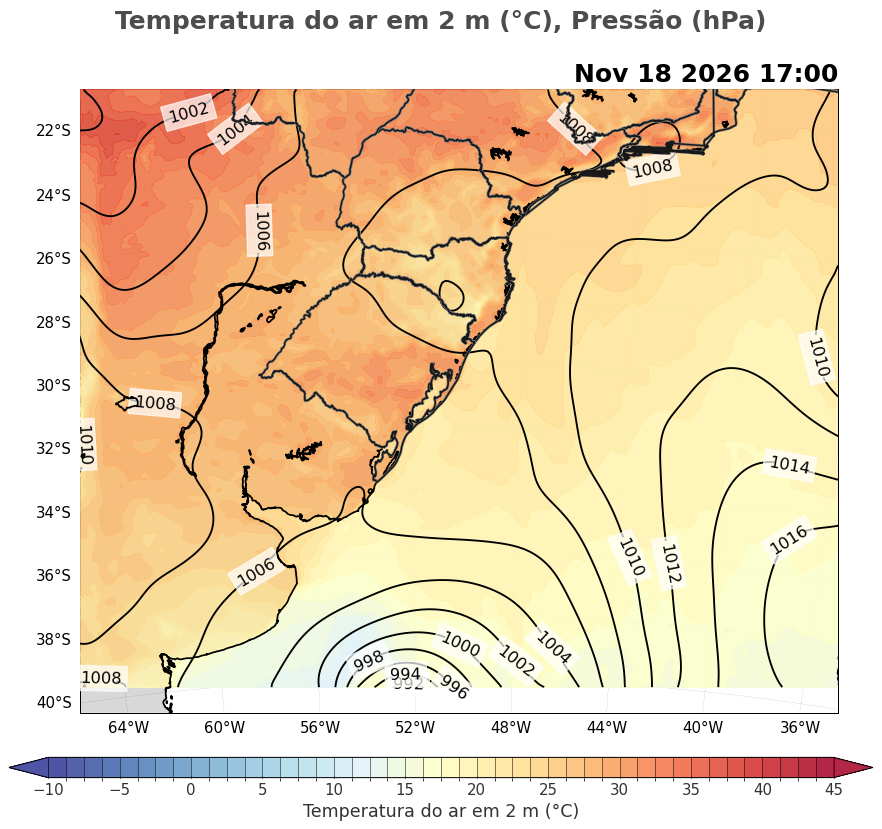 Temperatura do ar em 2 m (°C), Pressão (hPa)
Nov 18 2026 17:00
1002
1004
1008
1008
1006
1010
1008
1010
1014
1016
1006
1010
1012
1008
998
1000
1002
1004
994
992
996
22°S
24°S
26°S
28°S
30°S
32°S
34°S
36°S
38°S
40°S
64°W 60°W 56°W 52°W 48°W 44°W 40°W 36°W
−10 −5 0 5 10 15 20 25 30 35 40 45
Temperatura do ar em 2 m (°C)